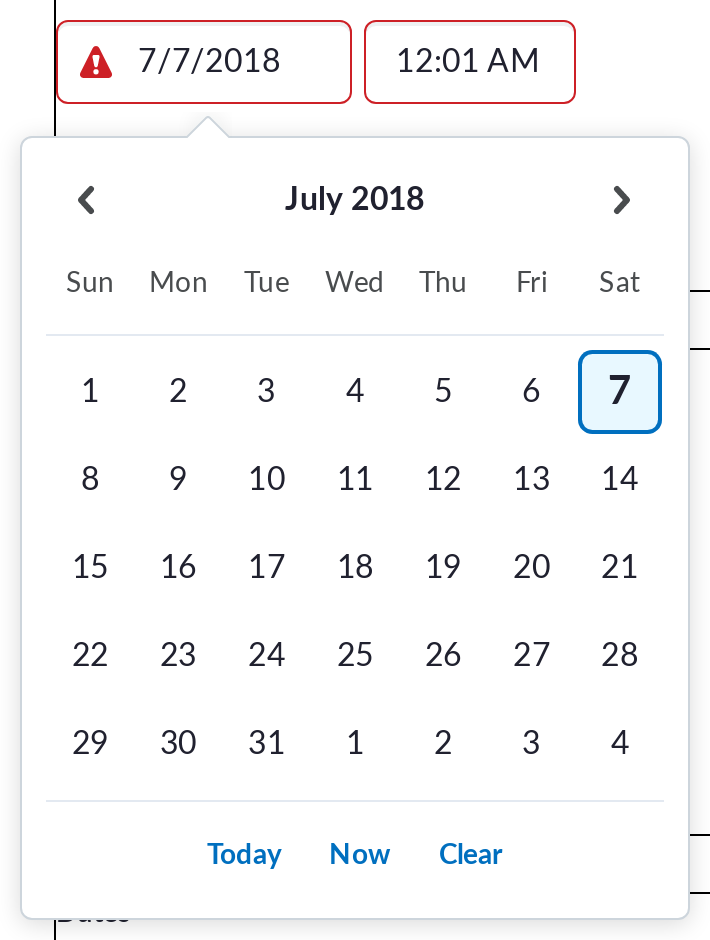 7/7/2018 12:01 AM
July 2018
Sun Mon Tue Wed Thu Fri Sat
1 2 3 4 5 6 7
8 9 10 11 12 13 14
15 16 17 18 19 20 21
22 23 24 25 26 27 28
29 30 31 1 2 3 4
Today Now Clear